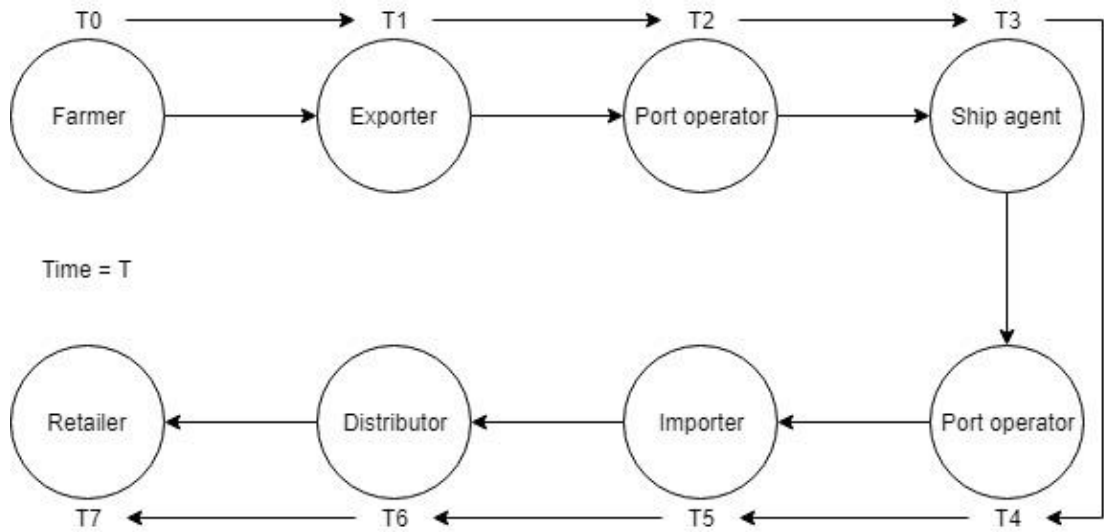 T0 T1 T2 T3
Farmer Exporter Port operator Ship agent
Time = T
Retailer Distributor Importer Port operator
T7 T6 T5 T4